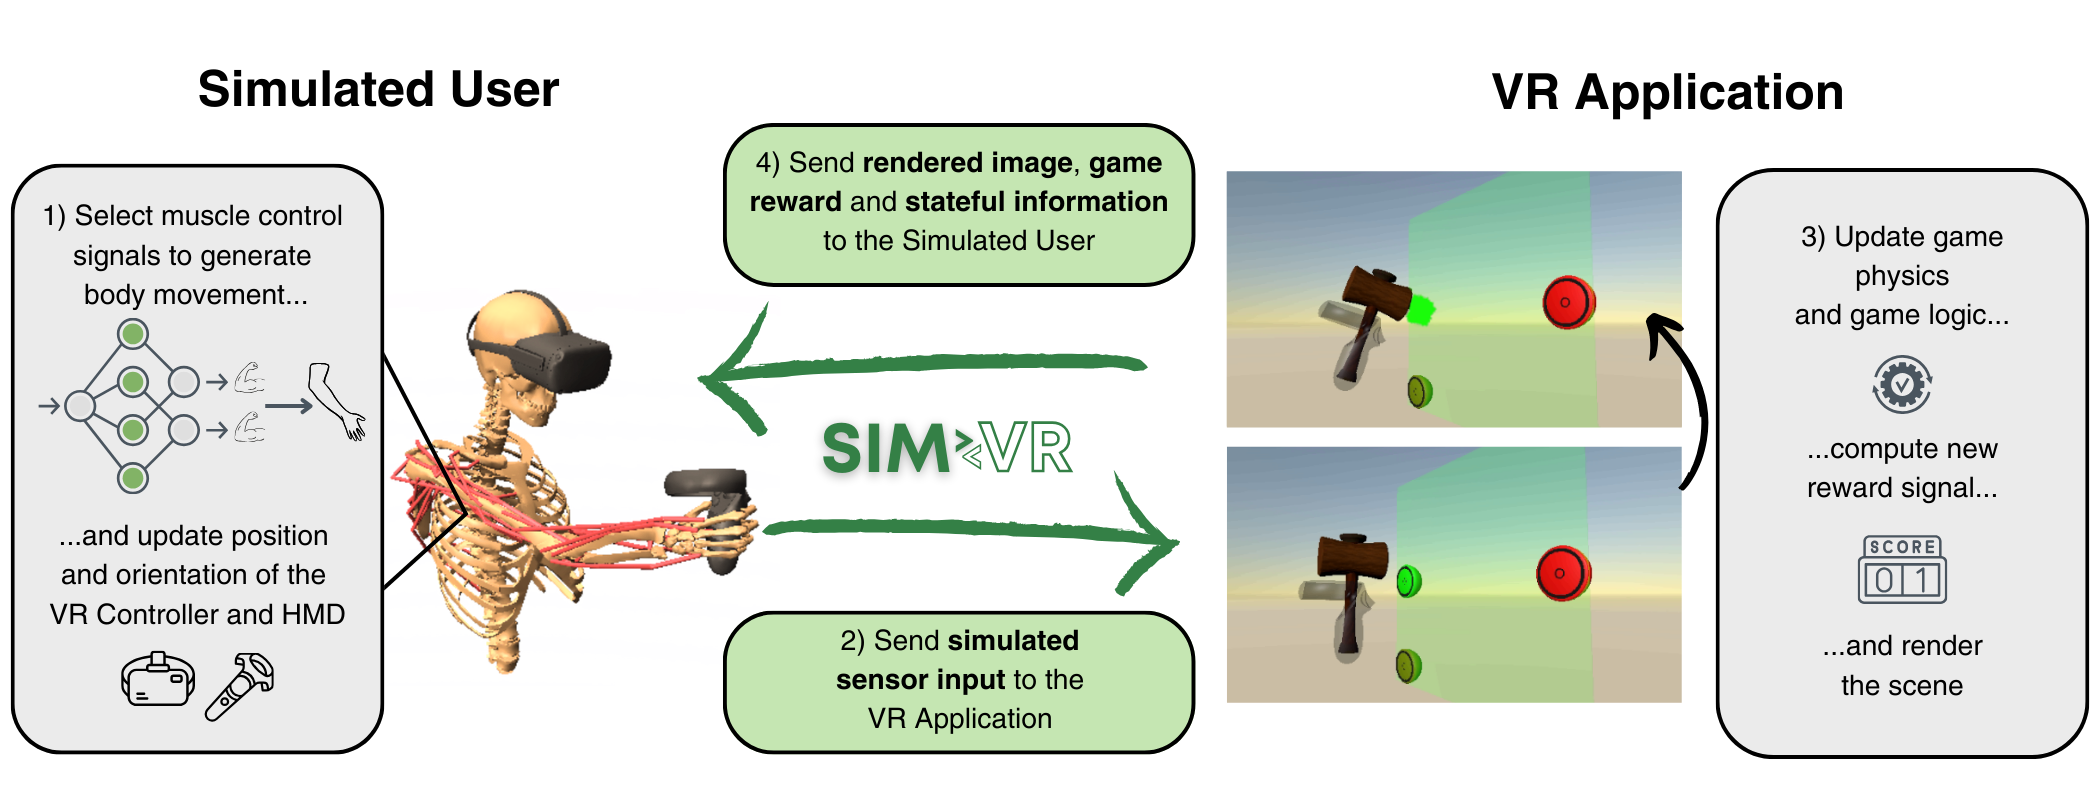 Simulated User
VR Application
1) Select muscle control
signals to generate
body movement...
...and update position
and orientation of the
VR Controller and HMD
4) Send rendered image, game
reward and stateful information
to the Simulated User
SIM>≪VR
2) Send simulated
sensor input to the
VR Application
3) Update game
physics
and game logic...
...compute new
reward signal...
SCORE
0 1
...and render
the scene